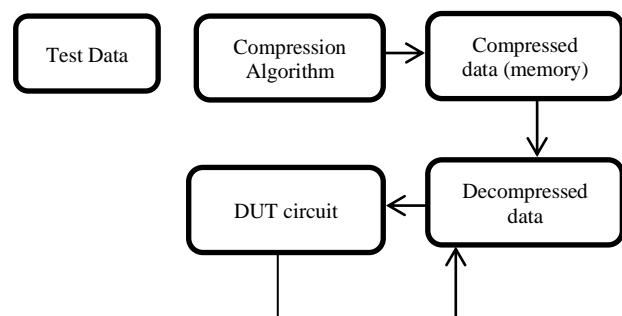 Test Data
Compression
Algorithm
Compressed
data (memory)
DUT circuit
Decompressed
data